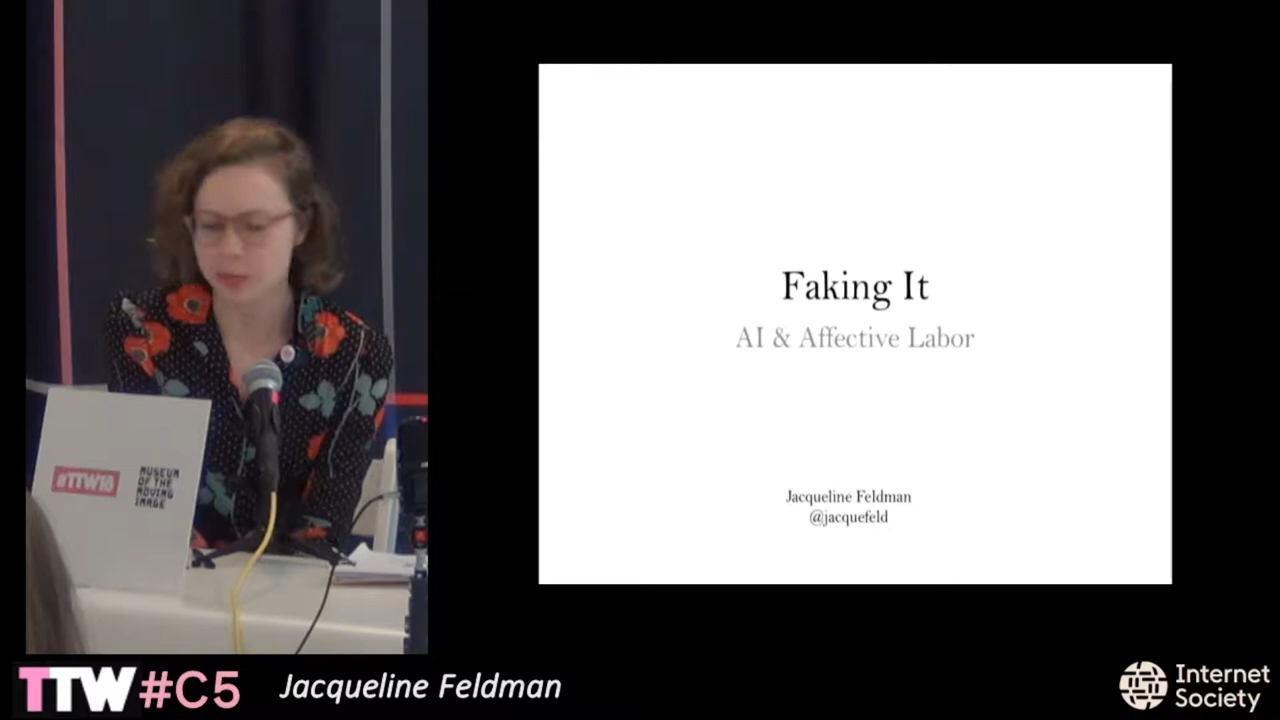 Faking It
AI & Affective Labor
Jacqueline Feldman
@jacquefeld
#TTW18
MUSEUM
OF THE
MOVING
IMAGE
TTW #C5
Jacqueline Feldman
Internet
Society